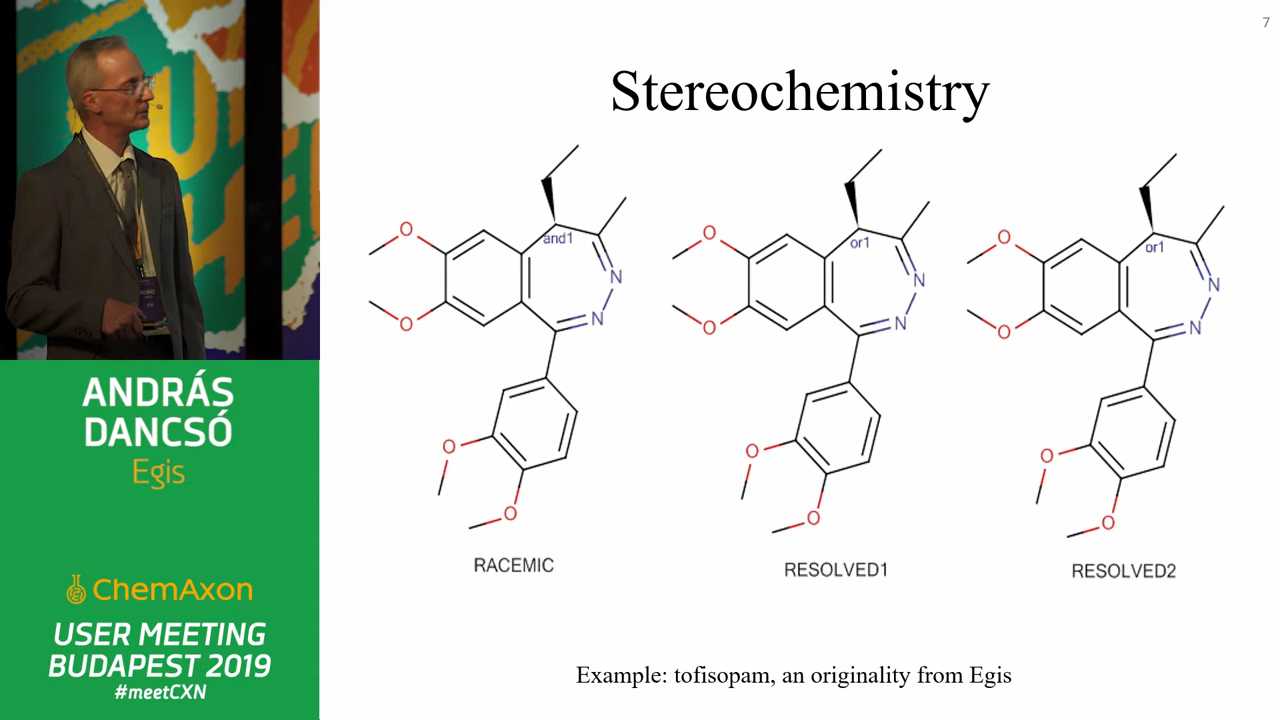 7
Stereochemistry
and1
N
N
O
O
O
O
RACEMIC
or1
N
N
O
O
O
O
RESOLVED1
or1
N
N
O
O
O
O
RESOLVED2
Example: tofisopam, an originality from Egis
ANDRÁS
DANCSÓ
Egis
ChemAxon
USER MEETING
BUDAPEST 2019
#meetCXN